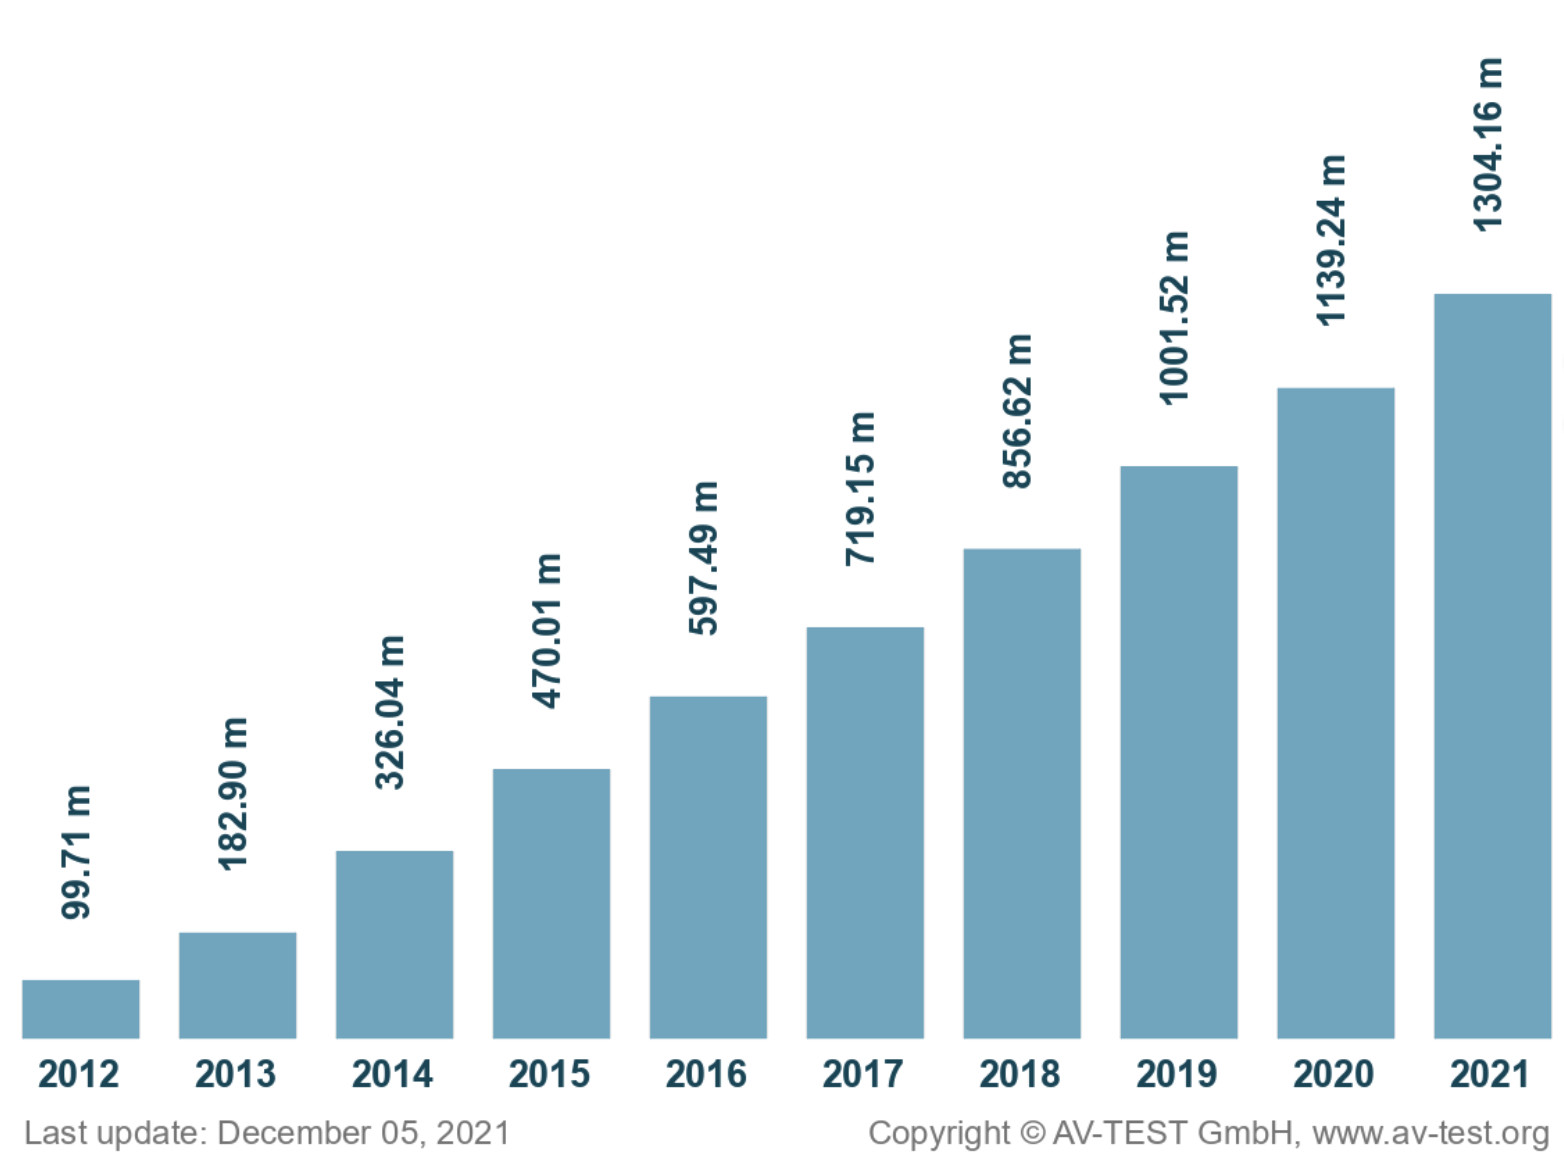 99.71 m
182.90 m
326.04 m
470.01 m
597.49 m
719.15 m
856.62 m
1001.52 m
1139.24 m
1304.16 m
2012 2013 2014 2015 2016 2017 2018 2019 2020 2021
Last update: December 05, 2021
Copyright © AV-TEST GmbH, www.av-test.org